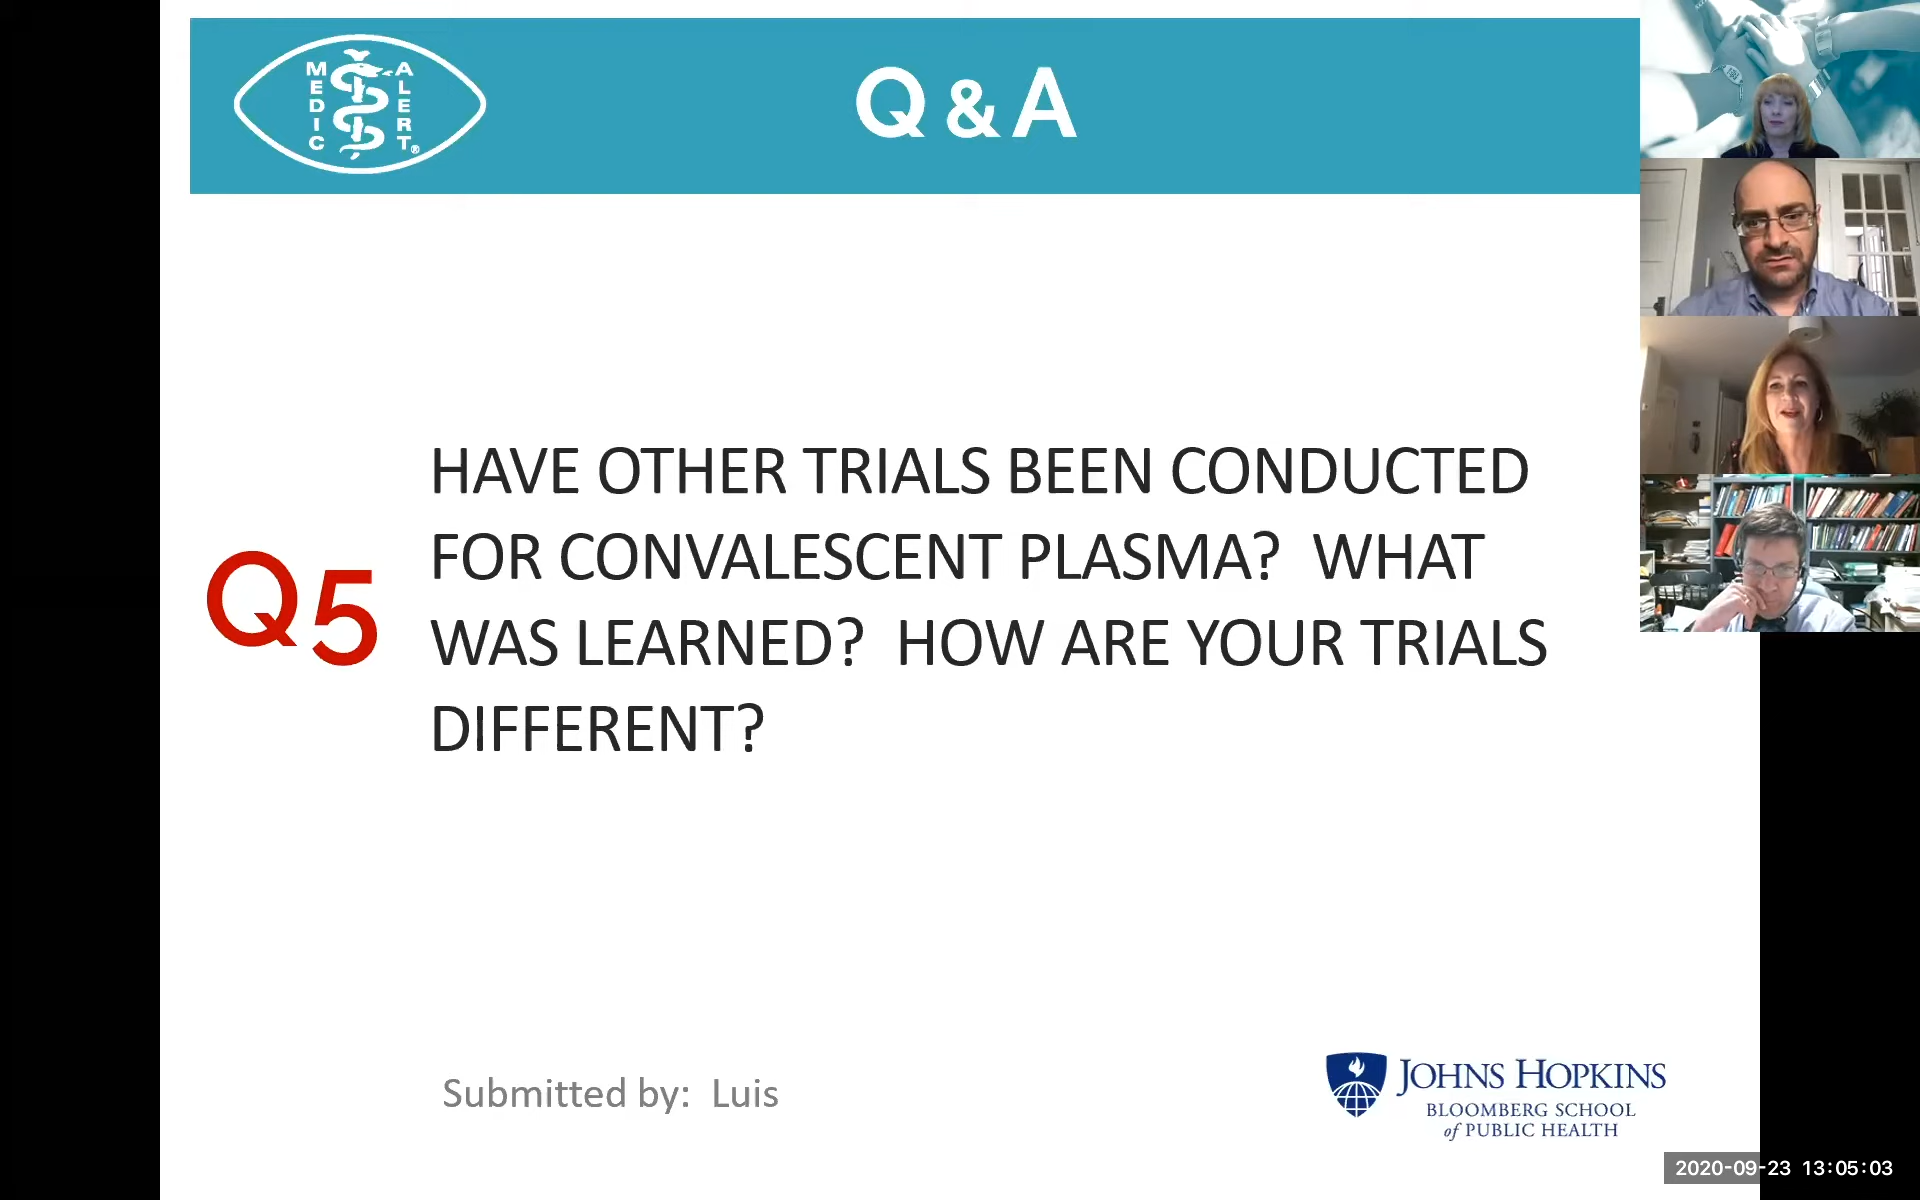 MEDIC ALERT®
Q & A
Q5
HAVE OTHER TRIALS BEEN CONDUCTED
FOR CONVALESCENT PLASMA?  WHAT
WAS LEARNED?  HOW ARE YOUR TRIALS
DIFFERENT?
Submitted by:  Luis
JOHNS HOPKINS
BLOOMBERG SCHOOL
of PUBLIC HEALTH
2020-09-23 13:05:03